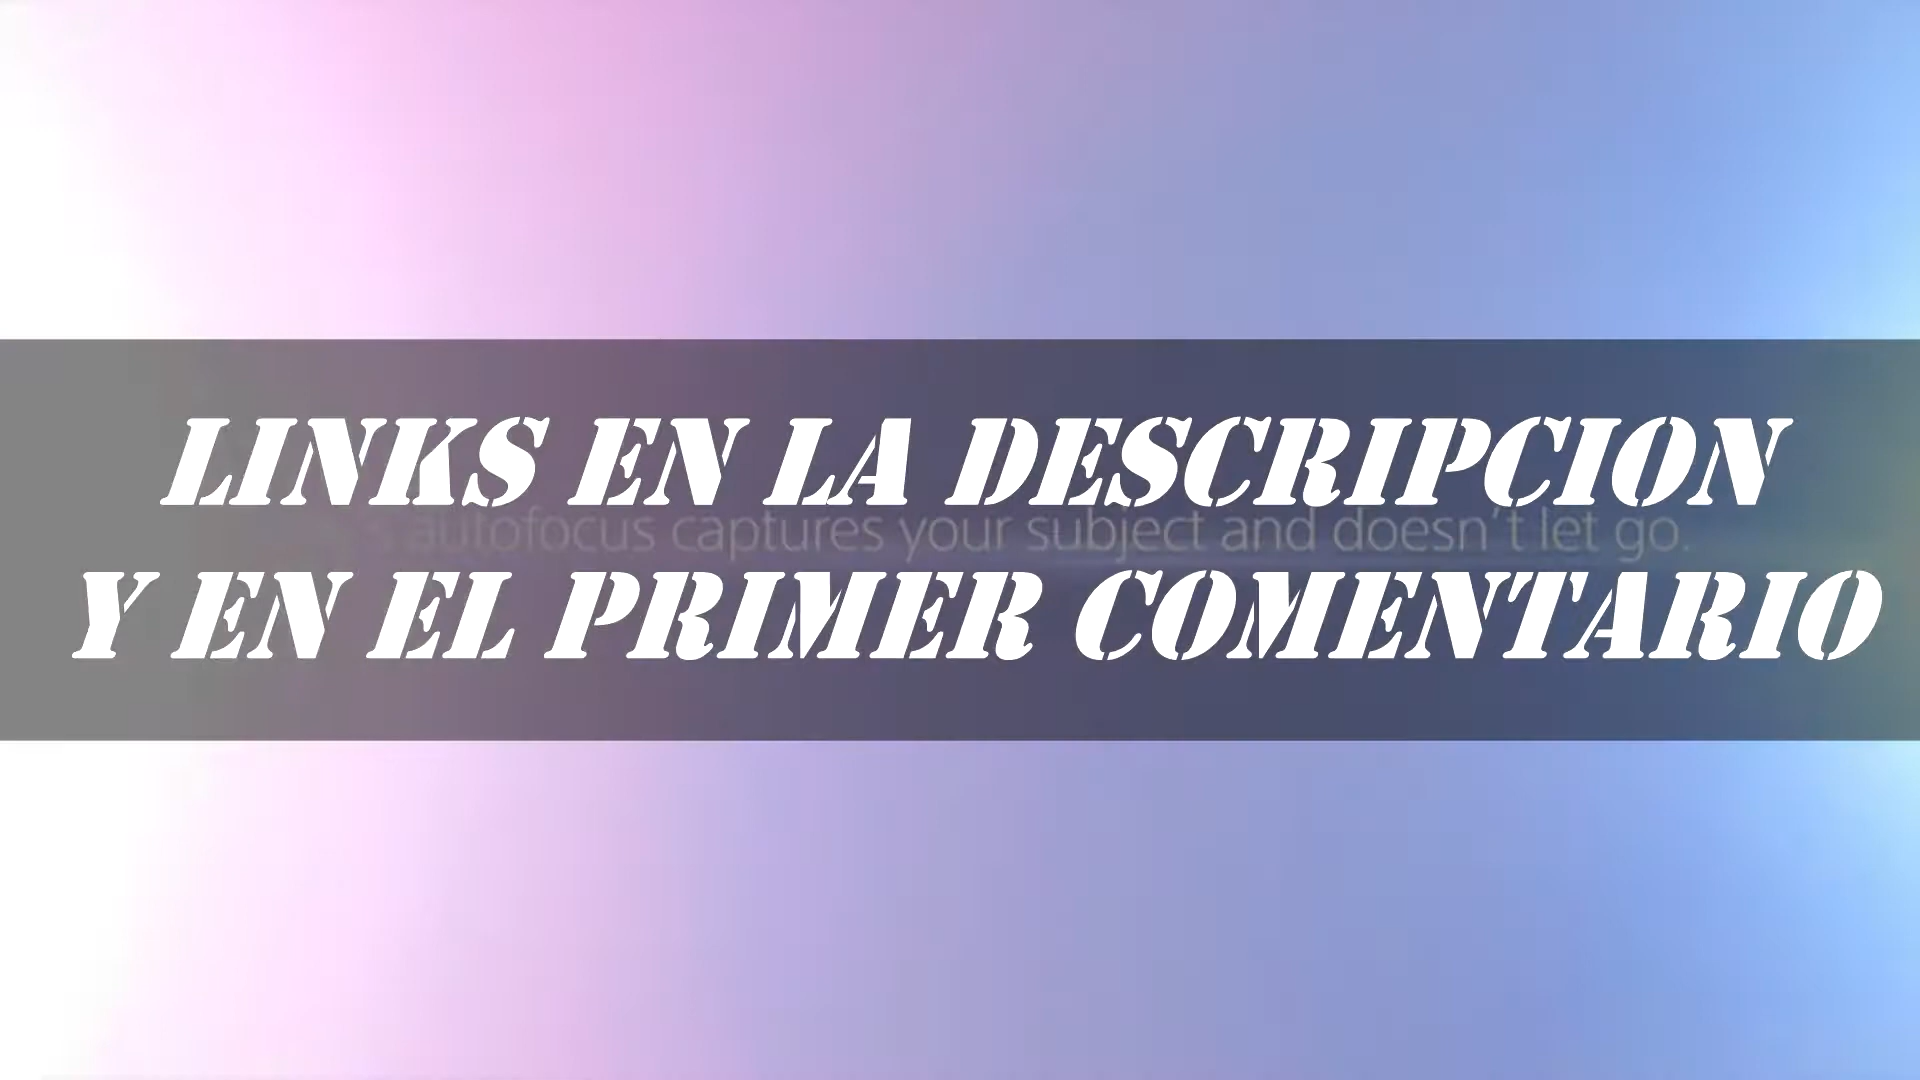 LINKS EN LA DESCRIPCION
autofocus captures your subject and doesn't let go.
Y EN EL PRIMER COMENTARIO